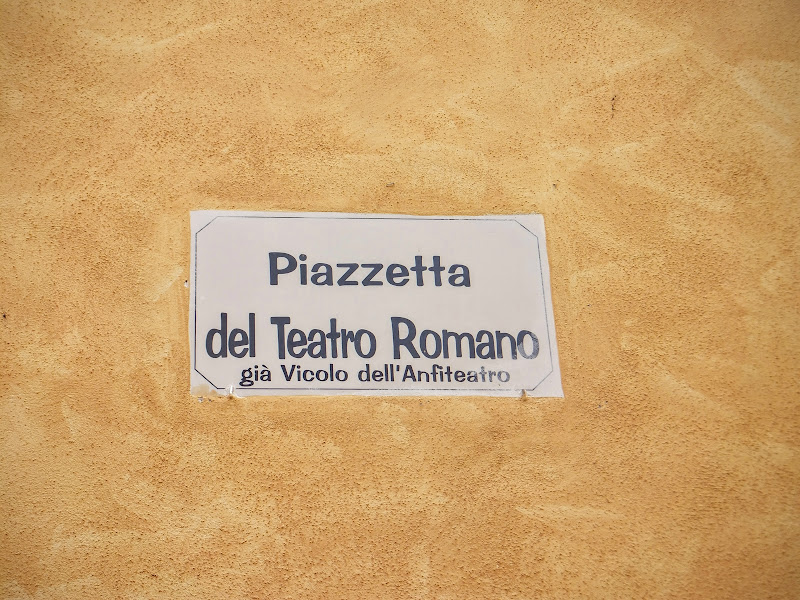 Piazzetta
del Teatro Romano
già Vicolo dell'Anfiteatro